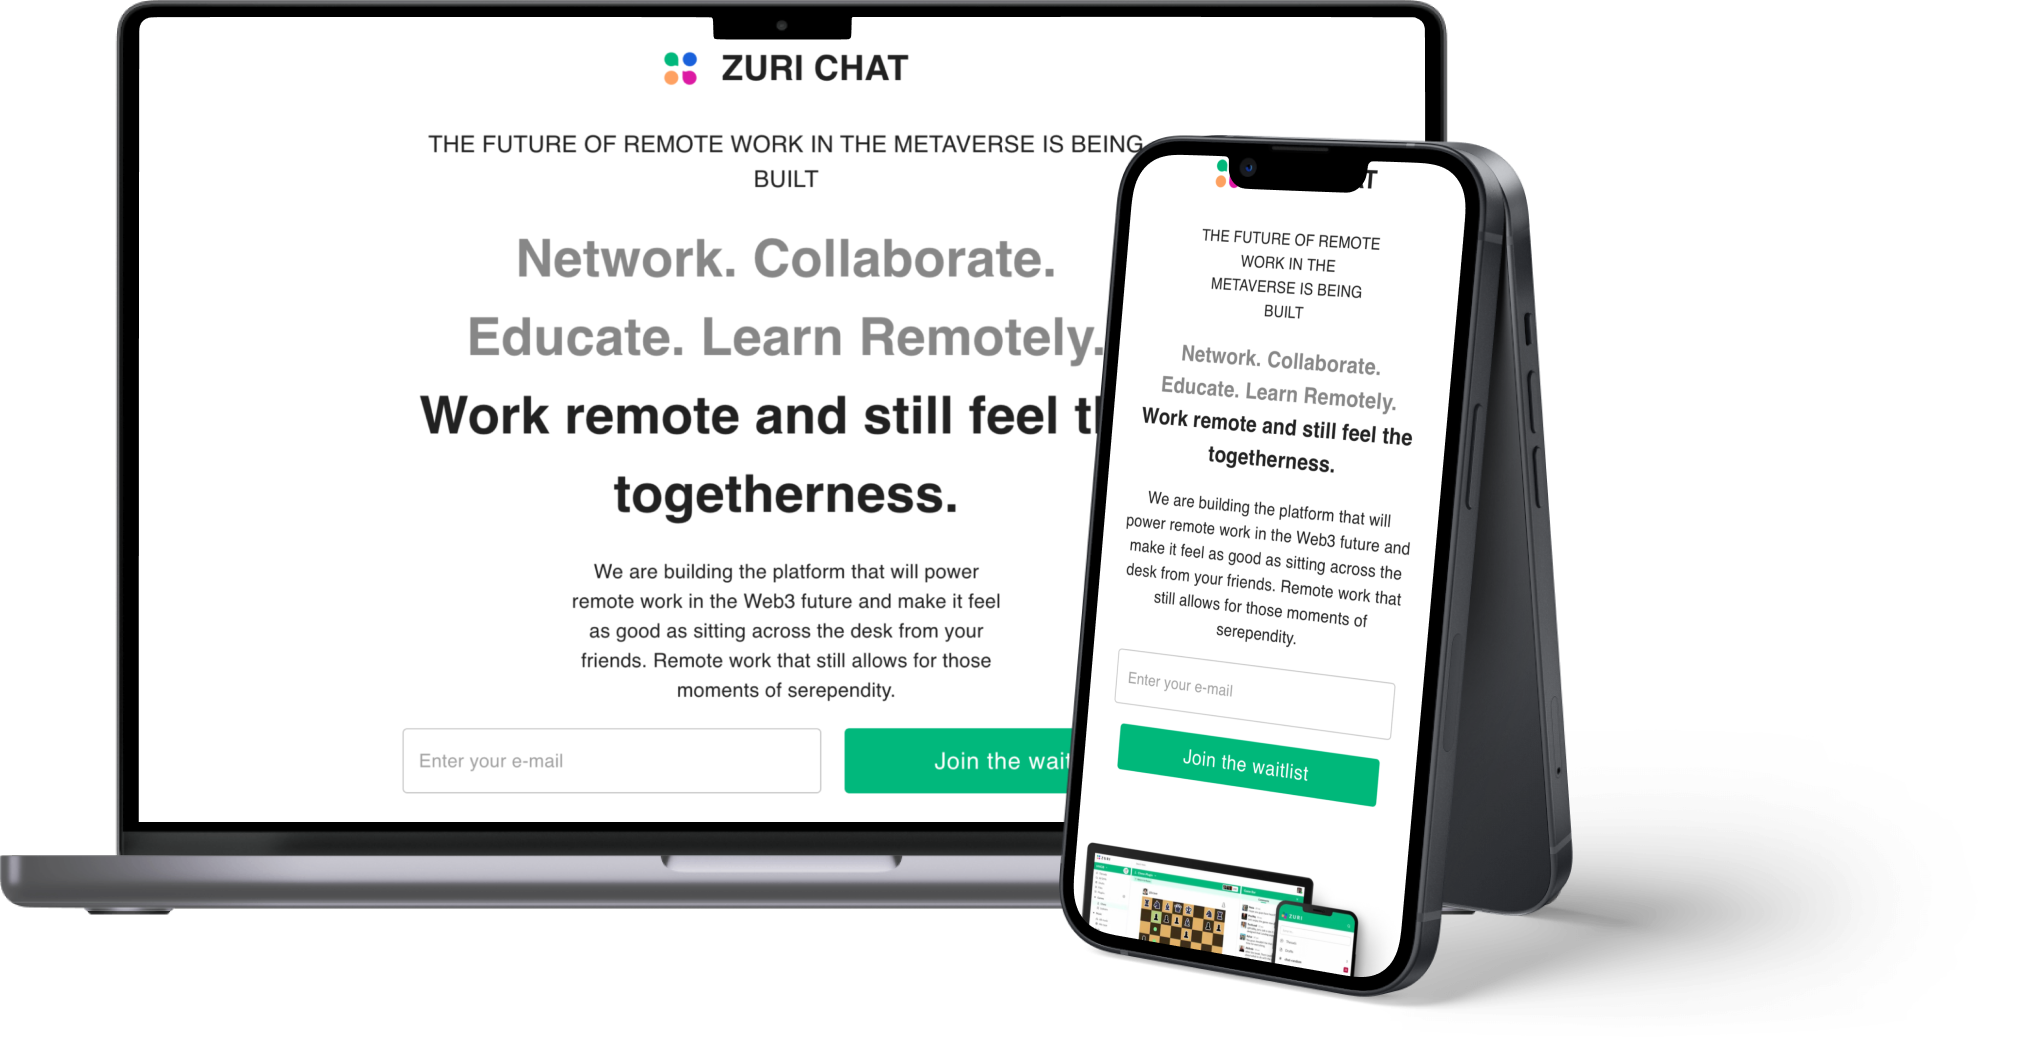 ZURI CHAT
THE FUTURE OF REMOTE WORK IN THE METAVERSE IS BEING
BUILT
Network. Collaborate.
Educate. Learn Remotely.
Work remote and still feel th
togetherness.
We are building the platform that will power
remote work in the Web3 future and make it feel
as good as sitting across the desk from your
friends. Remote work that still allows for those
moments of serependity.
Enter your e-mail
Join the wait
AT
THE FUTURE OF REMOTE
WORK IN THE
METAVERSE IS BEING
BUILT
Network. Collaborate.
Educate. Learn Remotely.
Work remote and still feel the
togetherness.
We are building the platform that will
power remote work in the Web3 future and
make it feel as good as sitting across the
desk from your friends. Remote work that
still allows for those moments of
serependity.
Enter your e-mail
Join the waitlist
ZURI
ZURI